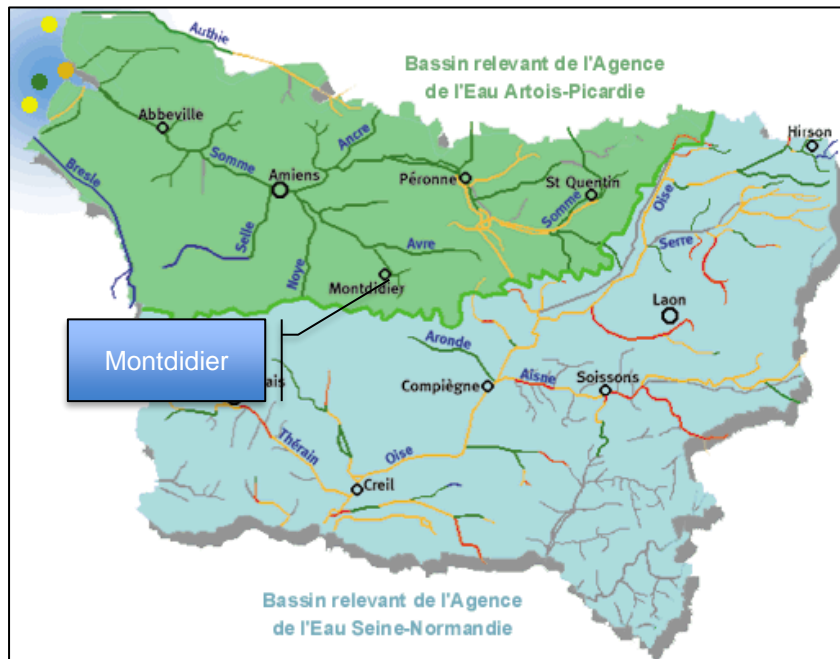 Authie
Bassin relevant de l'Agence
de l'Eau Artois-Picardie
Abbeville
Ancre
Hirson
Bresle
Somme
Amiens
Péronne
St Quentin
Oise
Somme
Selle
Noye
Avre
Serre
Montdidier
Laon
Montdidier
Aronde
ais
Compiègne
Aisne
Soissons
Thérain
Oise
Creil
Bassin relevant de l'Agence
de l'Eau Seine-Normandie